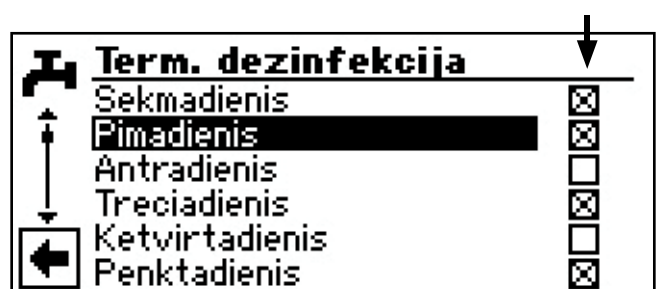 Term. dezinfekcija
Sekmadienis
Pimadienis
Antradienis
Treciadienis
Ketvirtadienis
Penktadienis